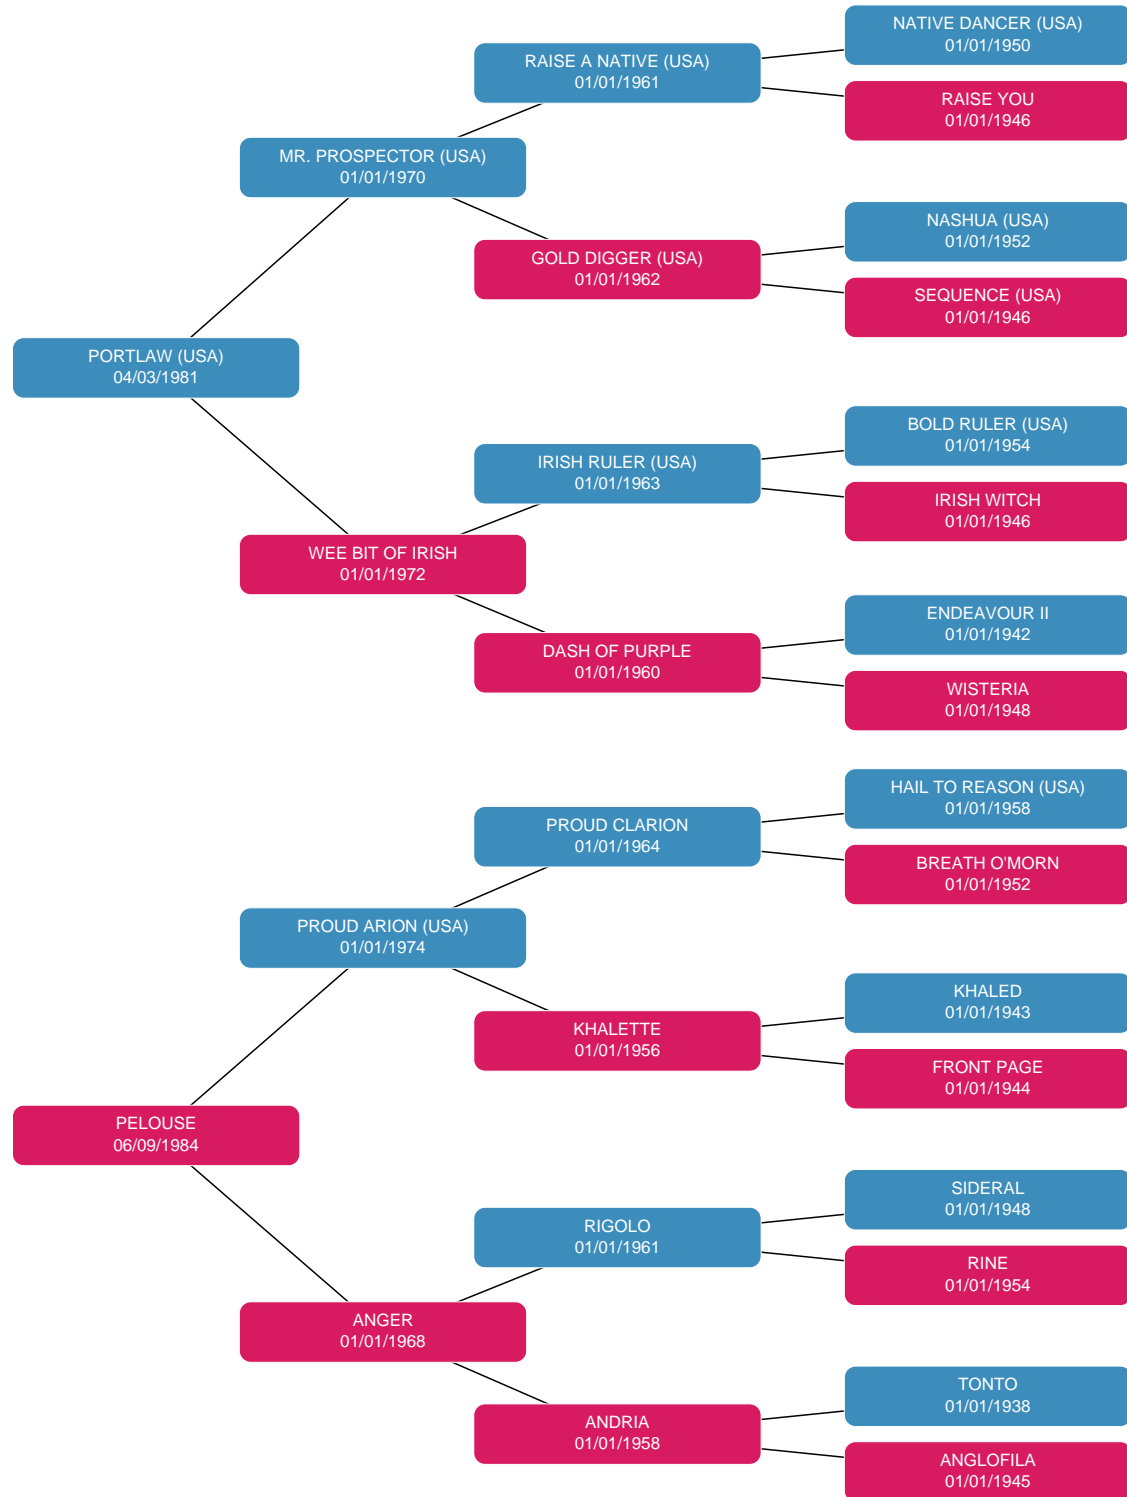 NATIVE DANCER (USA)
01/01/1950
RAISE A NATIVE (USA)
01/01/1961
RAISE YOU
01/01/1946
MR. PROSPECTOR (USA)
01/01/1970
NASHUA (USA)
01/01/1952
GOLD DIGGER (USA)
01/01/1962
SEQUENCE (USA)
01/01/1946
PORTLAW (USA)
04/03/1981
BOLD RULER (USA)
01/01/1954
IRISH RULER (USA)
01/01/1963
IRISH WITCH
01/01/1946
WEE BIT OF IRISH
01/01/1972
ENDEAVOUR II
01/01/1942
DASH OF PURPLE
01/01/1960
WISTERIA
01/01/1948
HAIL TO REASON (USA)
01/01/1958
PROUD CLARION
01/01/1964
BREATH O'MORN
01/01/1952
PROUD ARION (USA)
01/01/1974
KHALED
01/01/1943
KHALETTE
01/01/1956
FRONT PAGE
01/01/1944
PELOUSE
06/09/1984
SIDERAL
01/01/1948
RIGOLO
01/01/1961
RINE
01/01/1954
ANGER
01/01/1968
TONTO
01/01/1938
ANDRIA
01/01/1958
ANGLOFILA
01/01/1945